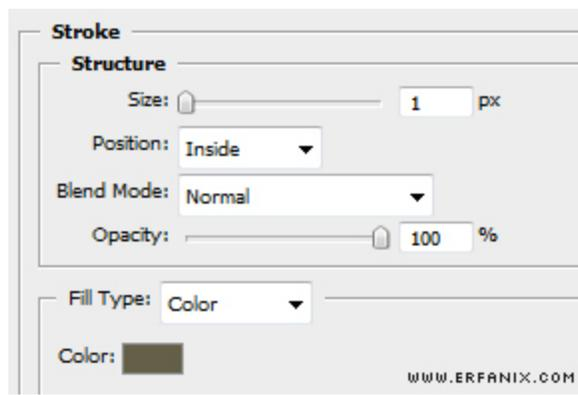 Stroke
Structure
Size: 1 px
Position: Inside
Blend Mode: Normal
Opacity: 100 %
Fill Type: Color
Color:
WWW.ERFANIX.COM